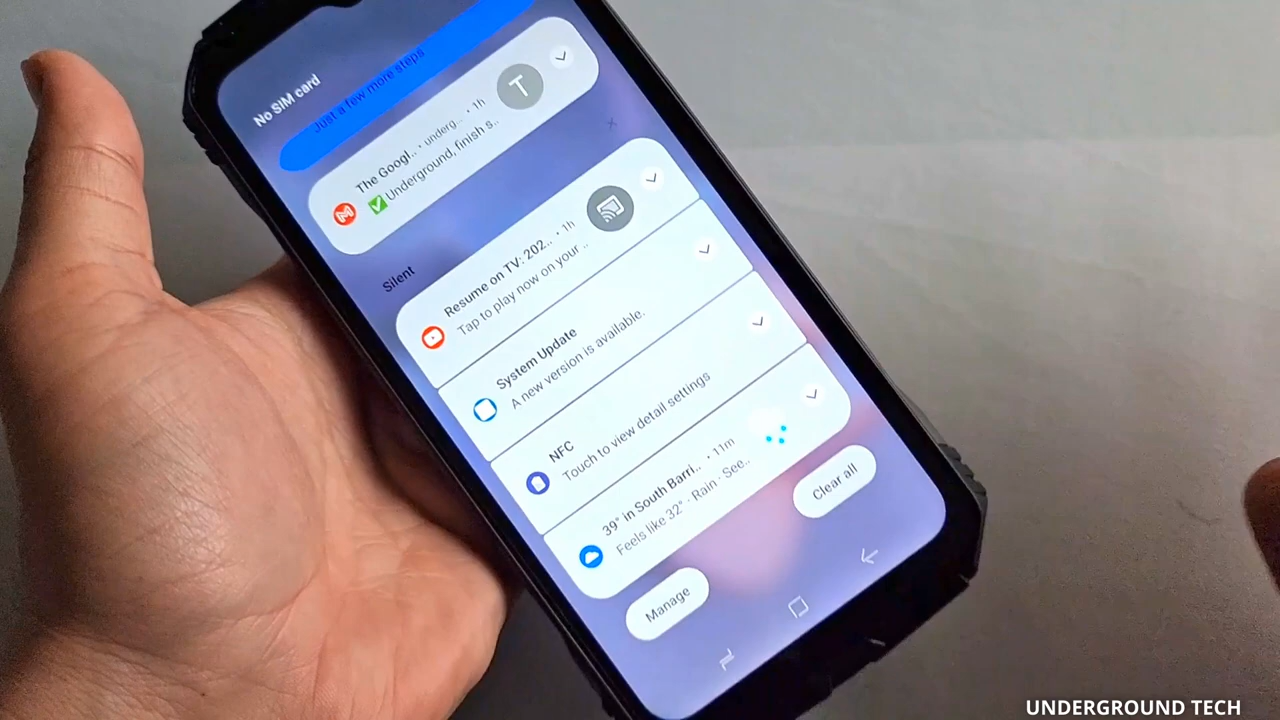 No SIM card
Just a few more steps
The Googl.. • underg... • 1h
✅ Underground, finish s..
T
Silent
Resume on TV: 202.. • 1h
Tap to play now on your ..
System Update
A new version is available.
NFC
Touch to view detail settings
39° in South Barri.. • 11m
Feels like 32° · Rain · See..
Clear all
Manage
UNDERGROUND TECH